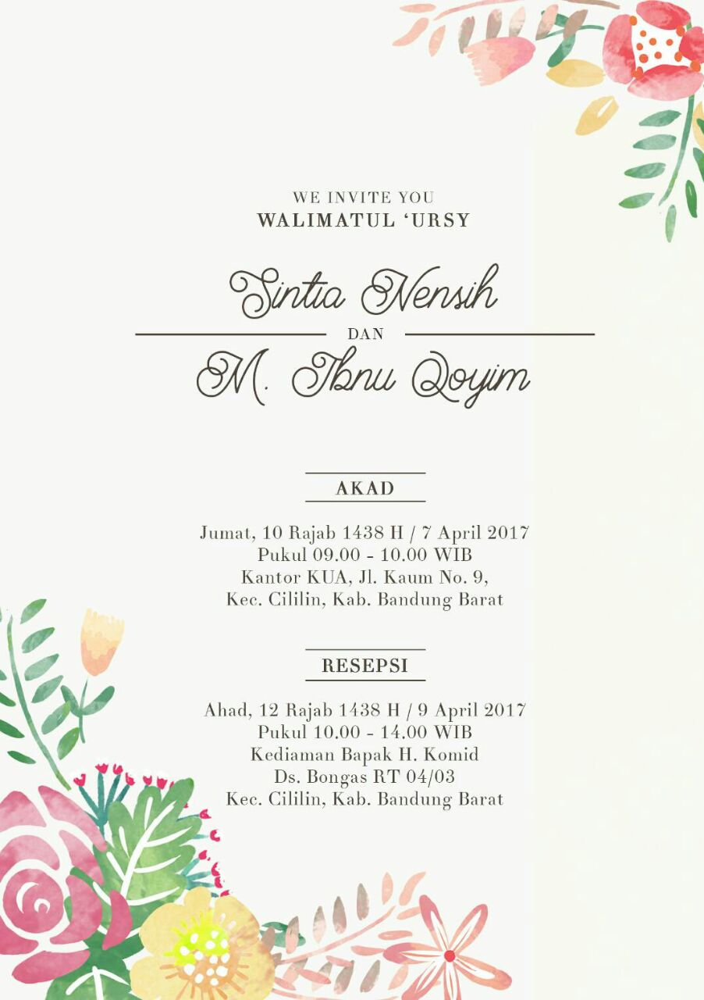 WE INVITE YOU
WALIMATUL ‘URSY
Sintia Nensih
DAN
M. Ibnu Qoyim
AKAD
Jumat, 10 Rajab 1438 H / 7 April 2017
Pukul 09.00 - 10.00 WIB
Kantor KUA, Jl. Kaum No. 9,
Kec. Cililin, Kab. Bandung Barat
RESEPSI
Ahad, 12 Rajab 1438 H / 9 April 2017
Pukul 10.00 - 14.00 WIB
Kediaman Bapak H. Komid
Ds. Bongas RT 04/03
Kec. Cililin, Kab. Bandung Barat